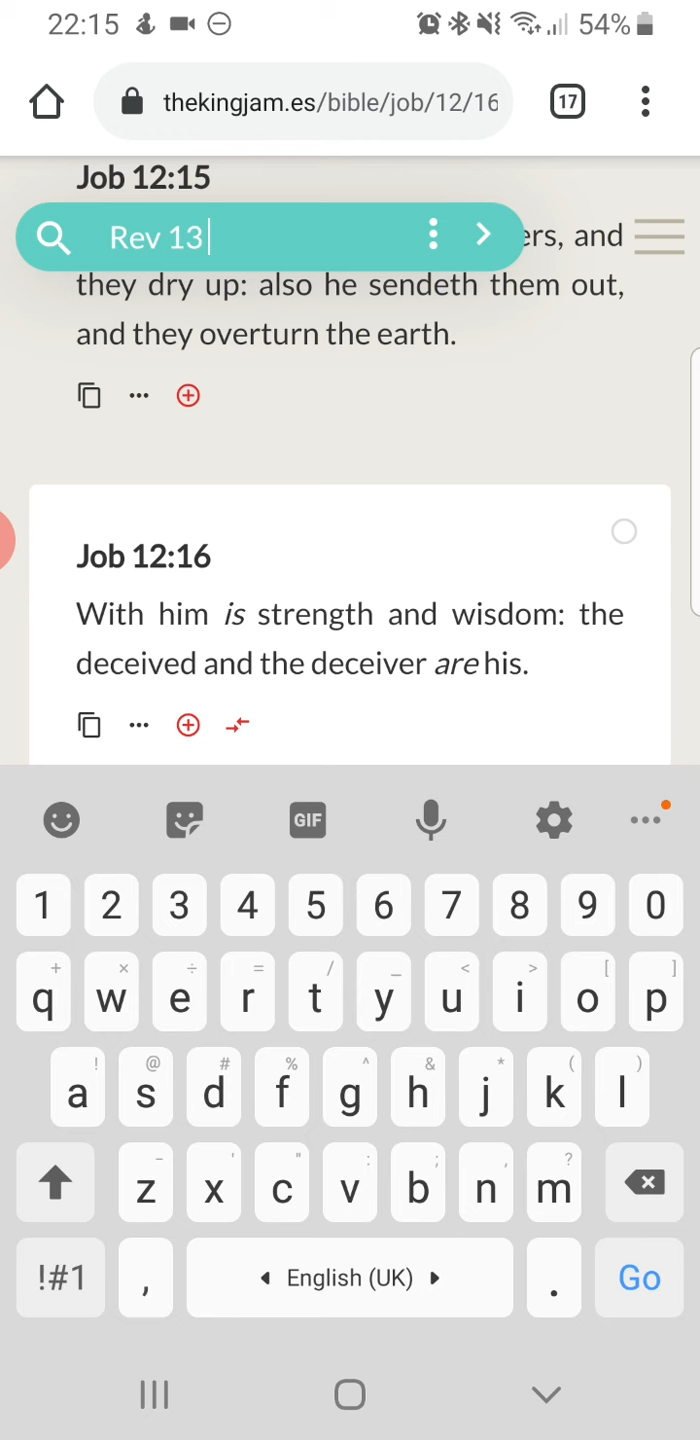 22:15 54%
thekingjam.es/bible/job/12/16 17
Job 12:15
Rev 13 ers, and
they dry up: also he sendeth them out,
and they overturn the earth.
Job 12:16
With him is strength and wisdom: the
deceived and the deceiver are his.
GIF
1 2 3 4 5 6 7 8 9 0
+ × ÷ = / _ < > [ ]
q w e r t y u i o p
! @ # % ^ & * ( )
a s d f g h j k l
- ' " : ; , ?
z x c v b n m
!#1 , English (UK) . Go